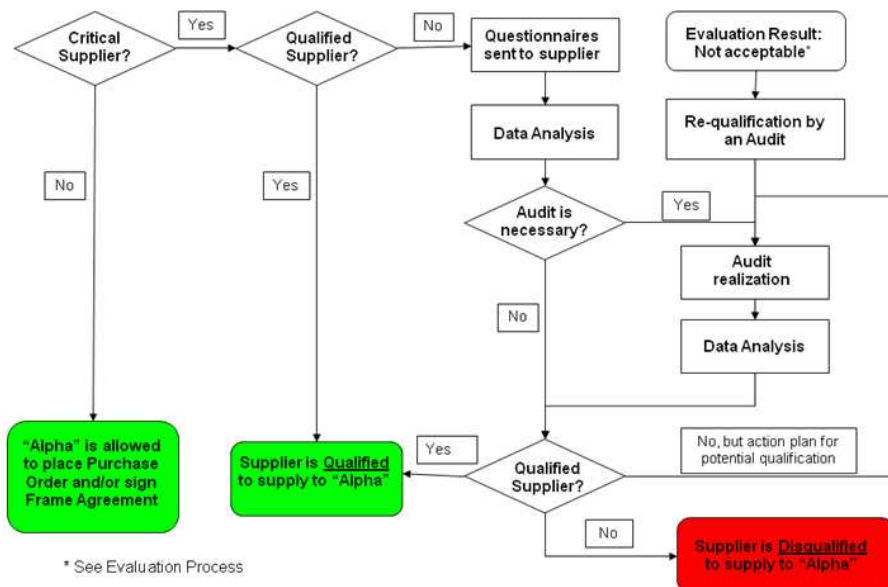 Critical
Supplier?
Yes
Qualified
Supplier?
No
Questionnaires
sent to supplier
Evaluation Result:
Not acceptable*
Data Analysis
Re-qualification by
an Audit
No
Yes
Audit is
necessary?
Yes
Audit
realization
No
Data Analysis
"Alpha" is allowed
to place Purchase
Order and/or sign
Frame Agreement
Supplier is Qualified
to supply to "Alpha"
Yes
Qualified
Supplier?
No, but action plan for
potential qualification
No
Supplier is Disqualified
to supply to "Alpha"
* See Evaluation Process